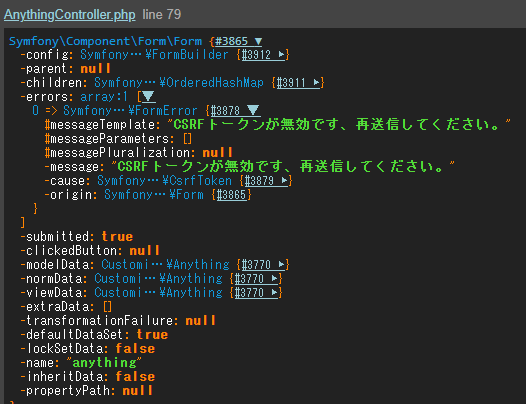 AnythingController.php line 79
Symfony\Component\Form\Form {#3865 ▼
-config: Symfony…¥FormBuilder {#3912 ▶}
-parent: null
-children: Symfony…¥OrderedHashMap {#3911 ▶}
-errors: array:1 [▼
0 => Symfony…¥FormError {#3878 ▼
#messageTemplate: "CSRFトークンが無効です、再送信してください。"
#messageParameters: []
#messagePluralization: null
-message: "CSRFトークンが無効です、再送信してください。"
-cause: Symfony…¥CsrfToken {#3879 ▶}
-origin: Symfony…¥Form {#3865}
}
]
-submitted: true
-clickedButton: null
-modelData: Customi…¥Anything {#3770 ▶}
-normData: Customi…¥Anything {#3770 ▶}
-viewData: Customi…¥Anything {#3770 ▶}
-extraData: []
-transformationFailure: null
-defaultDataSet: true
-lockSetData: false
-name: "anything"
-inheritData: false
-propertyPath: null